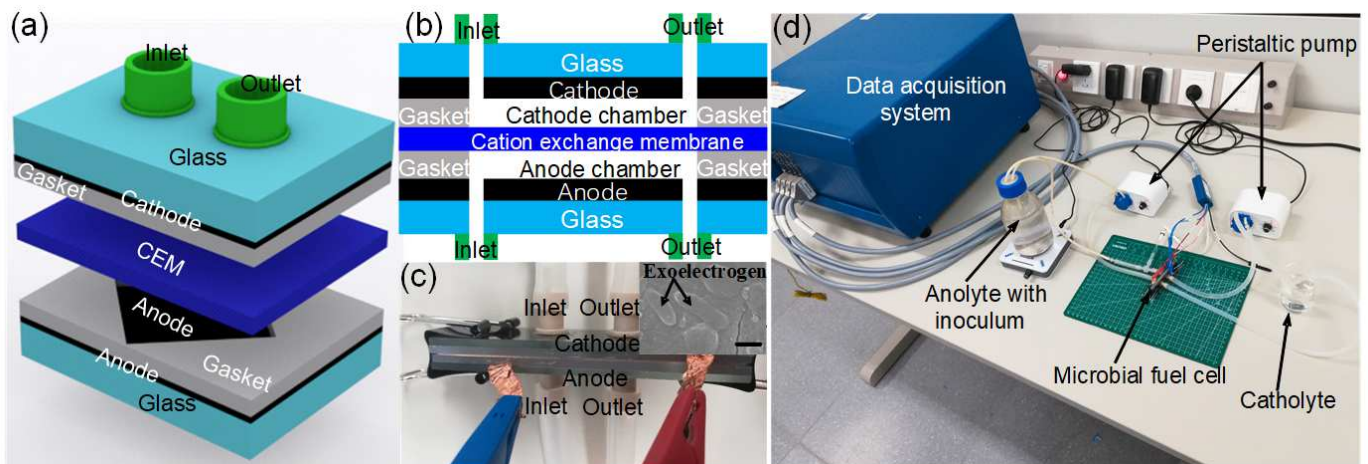 (a)
Inlet
Outlet
Glass
Gasket
Cathode
CEM
Anode
Gasket
Anode
Glass
(b)
Inlet
Outlet
Glass
Cathode
Gasket
Cathode chamber
Gasket
Cation exchange membrane
Gasket
Anode chamber
Gasket
Anode
Glass
Inlet
Outlet
(c)
Exoelectrogen
Inlet
Outlet
Cathode
Anode
Inlet
Outlet
(d)
Peristaltic pump
Data acquisition
system
Anolyte with
inoculum
Microbial fuel cell
Catholyte